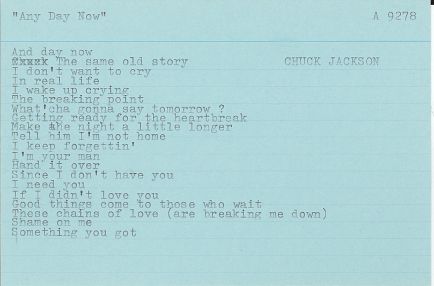 "Any Day Now" A 9278
And day now
The same old story CHUCK JACKSON
I don't want to cry
In real life
I wake up crying
The breaking point
What'cha gonna say tomorrow ?
Getting ready for the heartbreak
Make the night a little longer
Tell him I'm not home
I keep forgettin'
I'm your man
Hand it over
Since I don't have you
I need you
If I didn't love you
Good things come to those who wait
These chains of love (are breaking me down)
Shame on me
Something you got